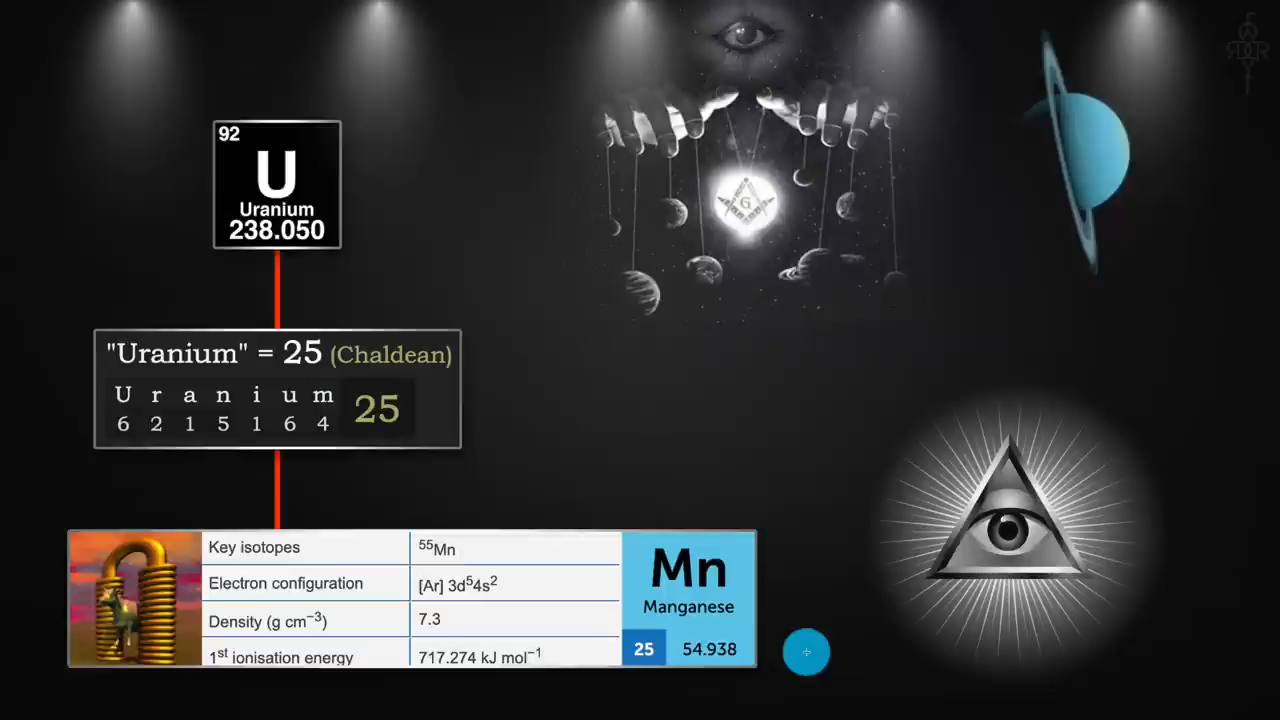 92
U
Uranium
238.050
G
"Uranium" = 25 (Chaldean)
U r a n i u m
6 2 1 5 1 6 4 25
Key isotopes ⁵⁵Mn
Electron configuration [Ar] 3d⁵4s²
Density (g cm⁻³) 7.3
1ˢᵗ ionisation energy 717.274 kJ mol⁻¹
Mn
Manganese
25 54.938